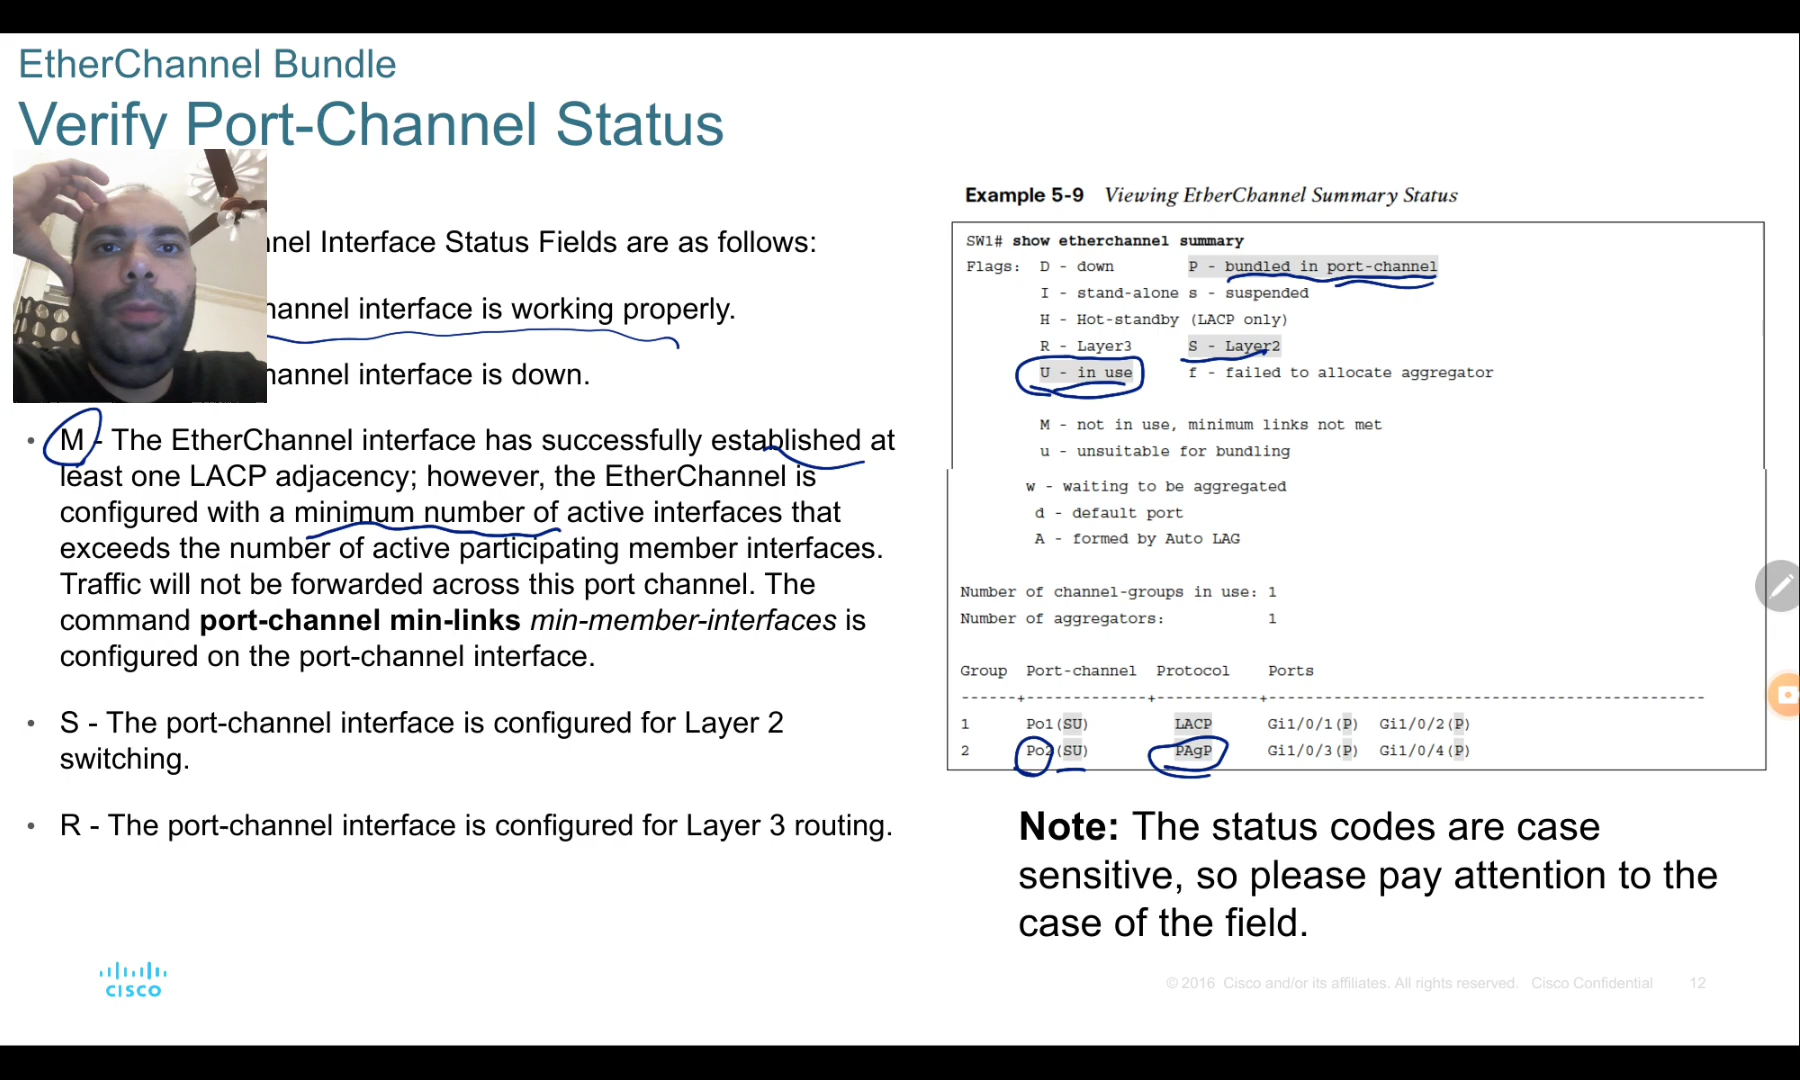 EtherChannel Bundle
Verify Port-Channel Status
Interface Status Fields are as follows:
interface is working properly.
interface is down.
• M - The EtherChannel interface has successfully established at
least one LACP adjacency; however, the EtherChannel is
configured with a minimum number of active interfaces that
exceeds the number of active participating member interfaces.
Traffic will not be forwarded across this port channel. The
command port-channel min-links min-member-interfaces is
configured on the port-channel interface.
• S - The port-channel interface is configured for Layer 2
switching.
• R - The port-channel interface is configured for Layer 3 routing.
Example 5-9 Viewing EtherChannel Summary Status
SW1# show etherchannel summary
Flags: D - down P - bundled in port-channel
I - stand-alone s - suspended
H - Hot-standby (LACP only)
R - Layer3 S - Layer2
U - in use f - failed to allocate aggregator
M - not in use, minimum links not met
u - unsuitable for bundling
w - waiting to be aggregated
d - default port
A - formed by Auto LAG
Number of channel-groups in use: 1
Number of aggregators: 1
Group Port-channel Protocol Ports
------+-------------+-----------+-----------------------------------------------
1 Po1(SU) LACP Gi1/0/1(P) Gi1/0/2(P)
2 Po2(SU) PAgP Gi1/0/3(P) Gi1/0/4(P)
Note: The status codes are case
sensitive, so please pay attention to the
case of the field.
CISCO
© 2016 Cisco and/or its affiliates. All rights reserved. Cisco Confidential 12